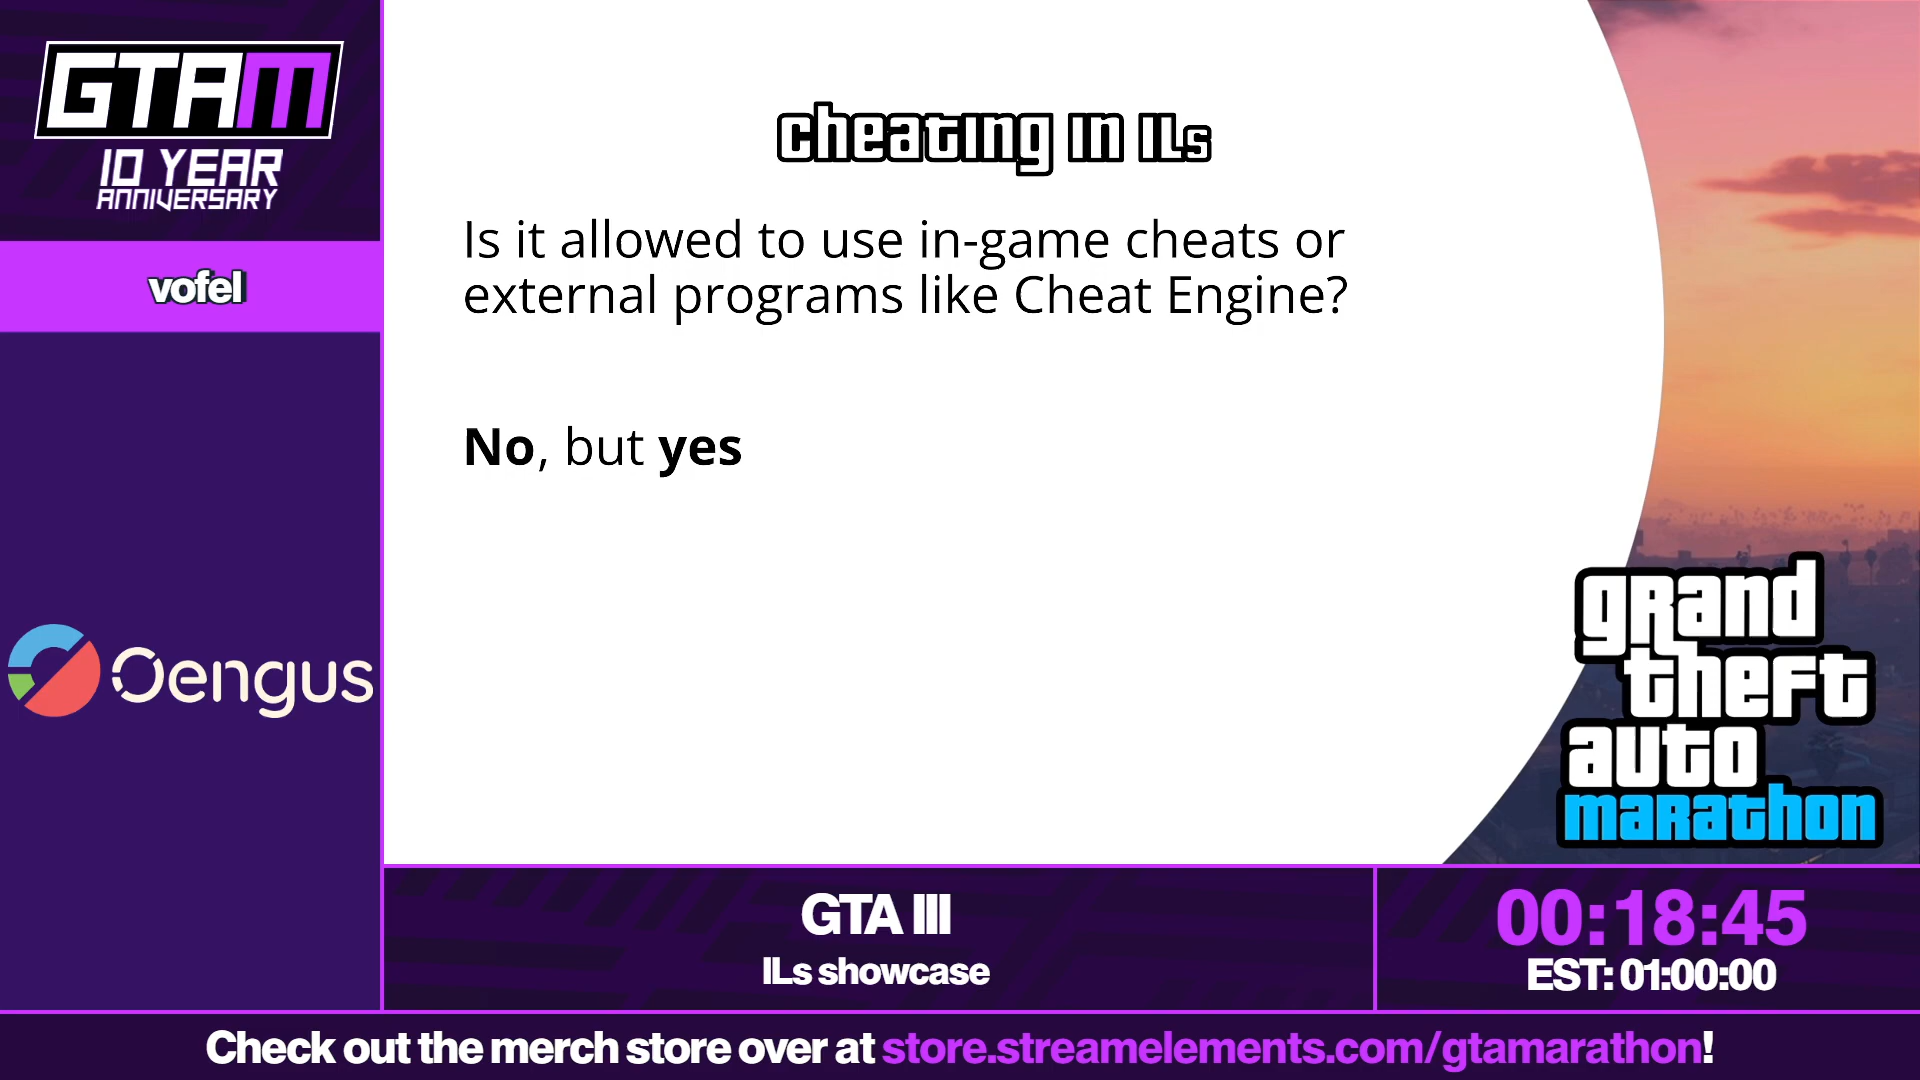 GTAM
10 YEAR
ANNIVERSARY
vofel
Oengus
Cheating in ILs
Is it allowed to use in-game cheats or
external programs like Cheat Engine?
No, but yes
grand
theft
auto
marathon
GTA III
ILs showcase
00:18:45
EST: 01:00:00
Check out the merch store over at store.streamelements.com/gtamarathon!